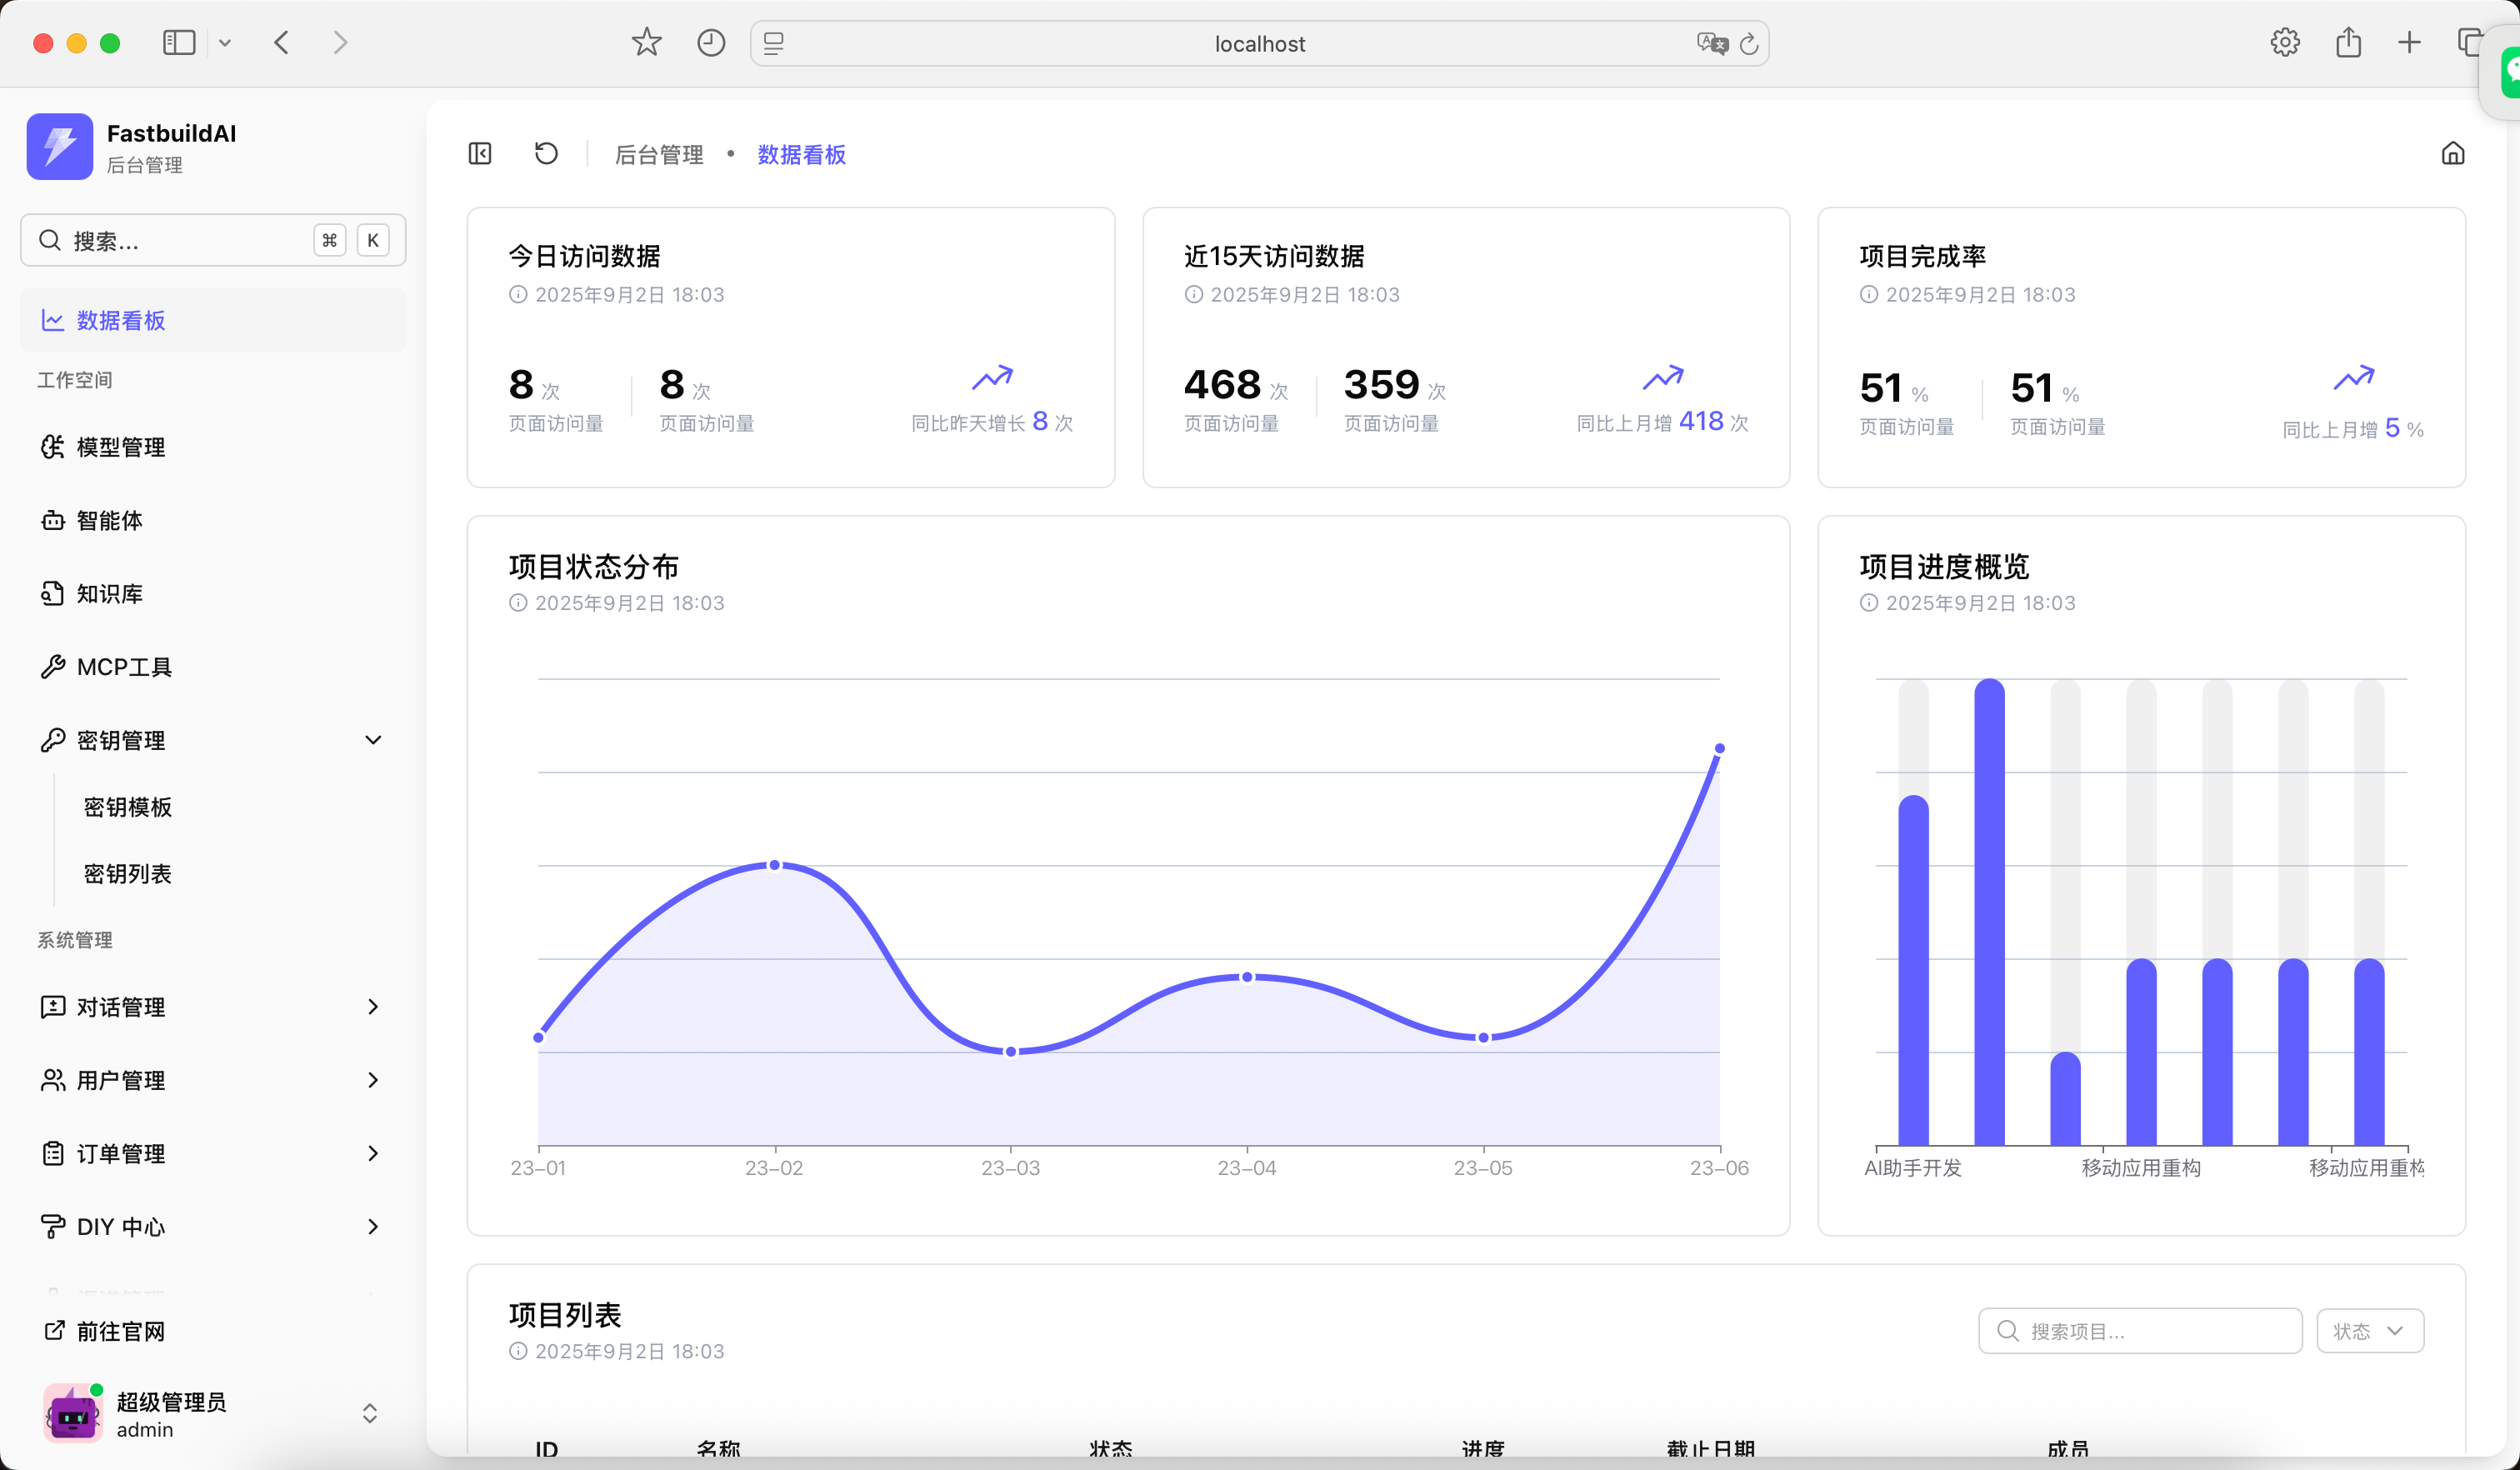 localhost
FastbuildAI
后台管理
搜索...
⌘ K
数据看板
工作空间
模型管理
智能体
知识库
MCP工具
密钥管理
密钥模板
密钥列表
系统管理
对话管理
用户管理
订单管理
DIY 中心
前往官网
超级管理员
admin
后台管理 • 数据看板
今日访问数据
2025年9月2日 18:03
8 次
页面访问量
8 次
页面访问量
同比昨天增长 8 次
近15天访问数据
2025年9月2日 18:03
468 次
页面访问量
359 次
页面访问量
同比上月增 418 次
项目完成率
2025年9月2日 18:03
51 %
页面访问量
51 %
页面访问量
同比上月增 5 %
项目状态分布
2025年9月2日 18:03
23-01 23-02 23-03 23-04 23-05 23-06
项目进度概览
2025年9月2日 18:03
AI助手开发 移动应用重构 移动应用重构
项目列表
2025年9月2日 18:03
搜索项目...
状态
ID 名称 状态 进度 截止日期 成员